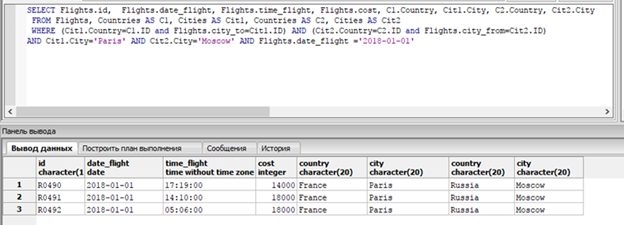 SELECT Flights.id, Flights.date_flight, Flights.time_flight, Flights.cost, C1.Country, Cit1.City, C2.Country, Cit2.City
FROM Flights, Countries AS C1, Cities AS Cit1, Countries AS C2, Cities AS Cit2
WHERE (Cit1.Country=C1.ID and Flights.city_to=Cit1.ID) AND (Cit2.Country=C2.ID and Flights.city_from=Cit2.ID)
AND Cit1.City='Paris' AND Cit2.City='Moscow' AND Flights.date_flight ='2018-01-01'
Панель вывода
Вывод данных Построить план выполнения Сообщения История
id date_flight time_flight cost country city country city
character(1 date time without time zone integer character(20) character(20) character(20) character(20)
1 R0490 2018-01-01 17:19:00 14000 France Paris Russia Moscow
2 R0491 2018-01-01 14:10:00 18000 France Paris Russia Moscow
3 R0492 2018-01-01 05:06:00 18000 France Paris Russia Moscow